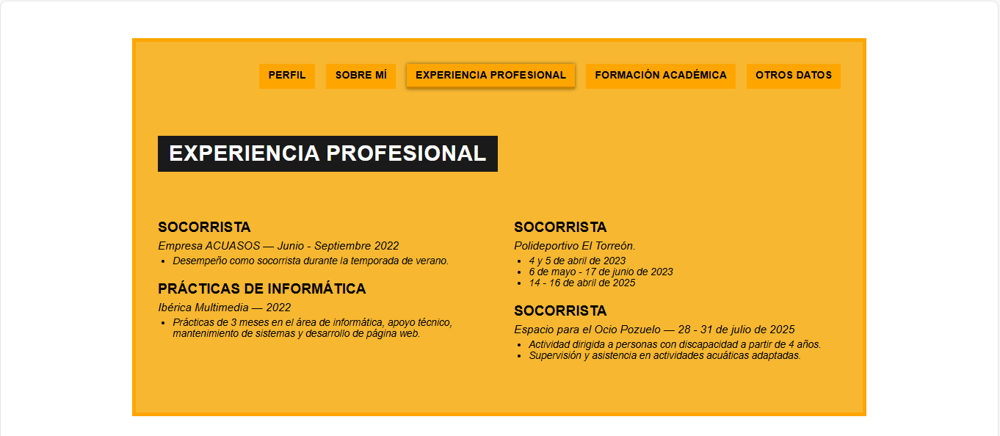 PERFIL
SOBRE MÍ
EXPERIENCIA PROFESIONAL
FORMACIÓN ACADÉMICA
OTROS DATOS
EXPERIENCIA PROFESIONAL
SOCORRISTA
Empresa ACUASOS — Junio - Septiembre 2022
• Desempeño como socorrista durante la temporada de verano.
PRÁCTICAS DE INFORMÁTICA
Ibérica Multimedia — 2022
• Prácticas de 3 meses en el área de informática, apoyo técnico,
mantenimiento de sistemas y desarrollo de página web.
SOCORRISTA
Polideportivo El Torreón.
• 4 y 5 de abril de 2023
• 6 de mayo - 17 de junio de 2023
• 14 - 16 de abril de 2025
SOCORRISTA
Espacio para el Ocio Pozuelo — 28 - 31 de julio de 2025
• Actividad dirigida a personas con discapacidad a partir de 4 años.
• Supervisión y asistencia en actividades acuáticas adaptadas.